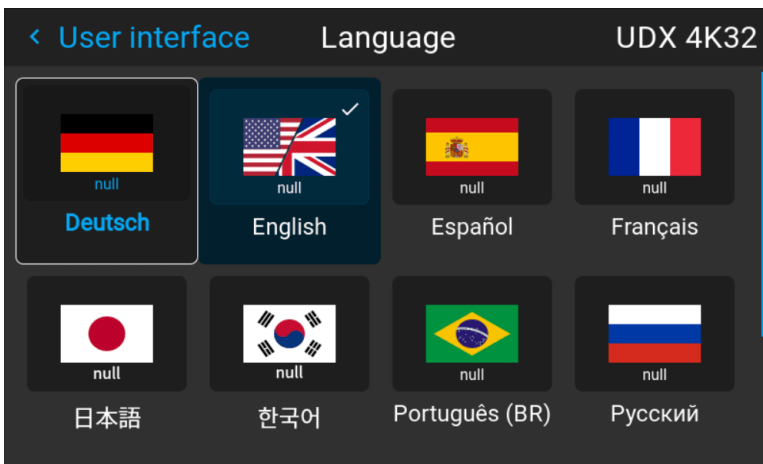 < User interface Language UDX 4K32
null null null null
Deutsch English Español Français
null null null null
日本語 한국어 Português (BR) Русский